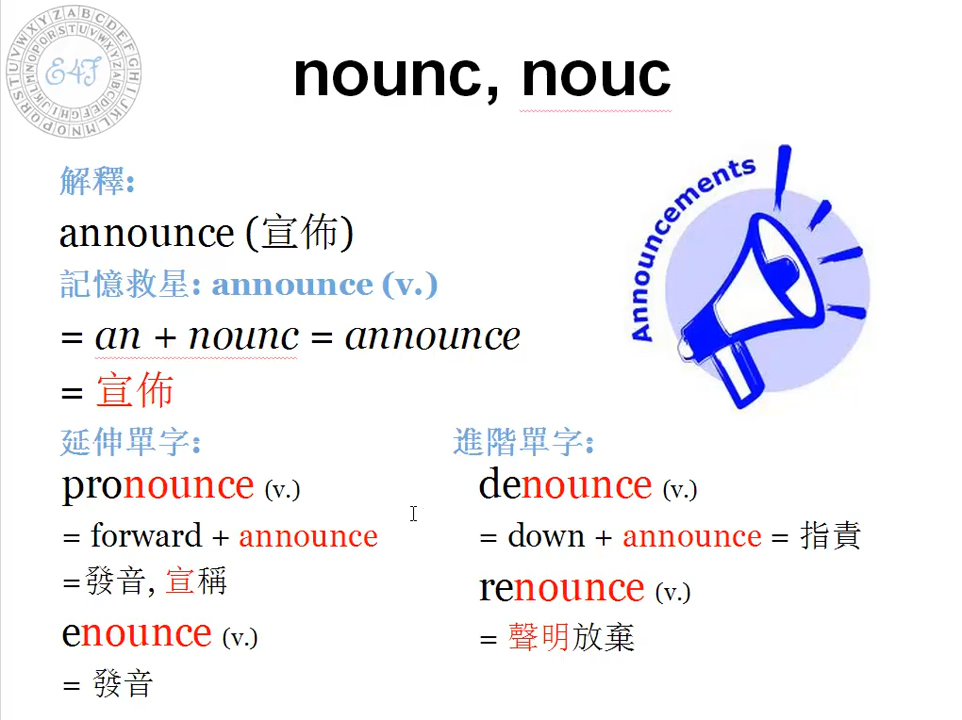 E4F
nounc, nouc
解釋:
announce (宣佈)
記憶救星: announce (v.)
= an + nounc = announce
= 宣佈
Announcements
延伸單字:
pronounce (v.)
= forward + announce
=發音, 宣稱
enounce (v.)
= 發音
進階單字:
denounce (v.)
= down + announce = 指責
renounce (v.)
= 聲明放棄